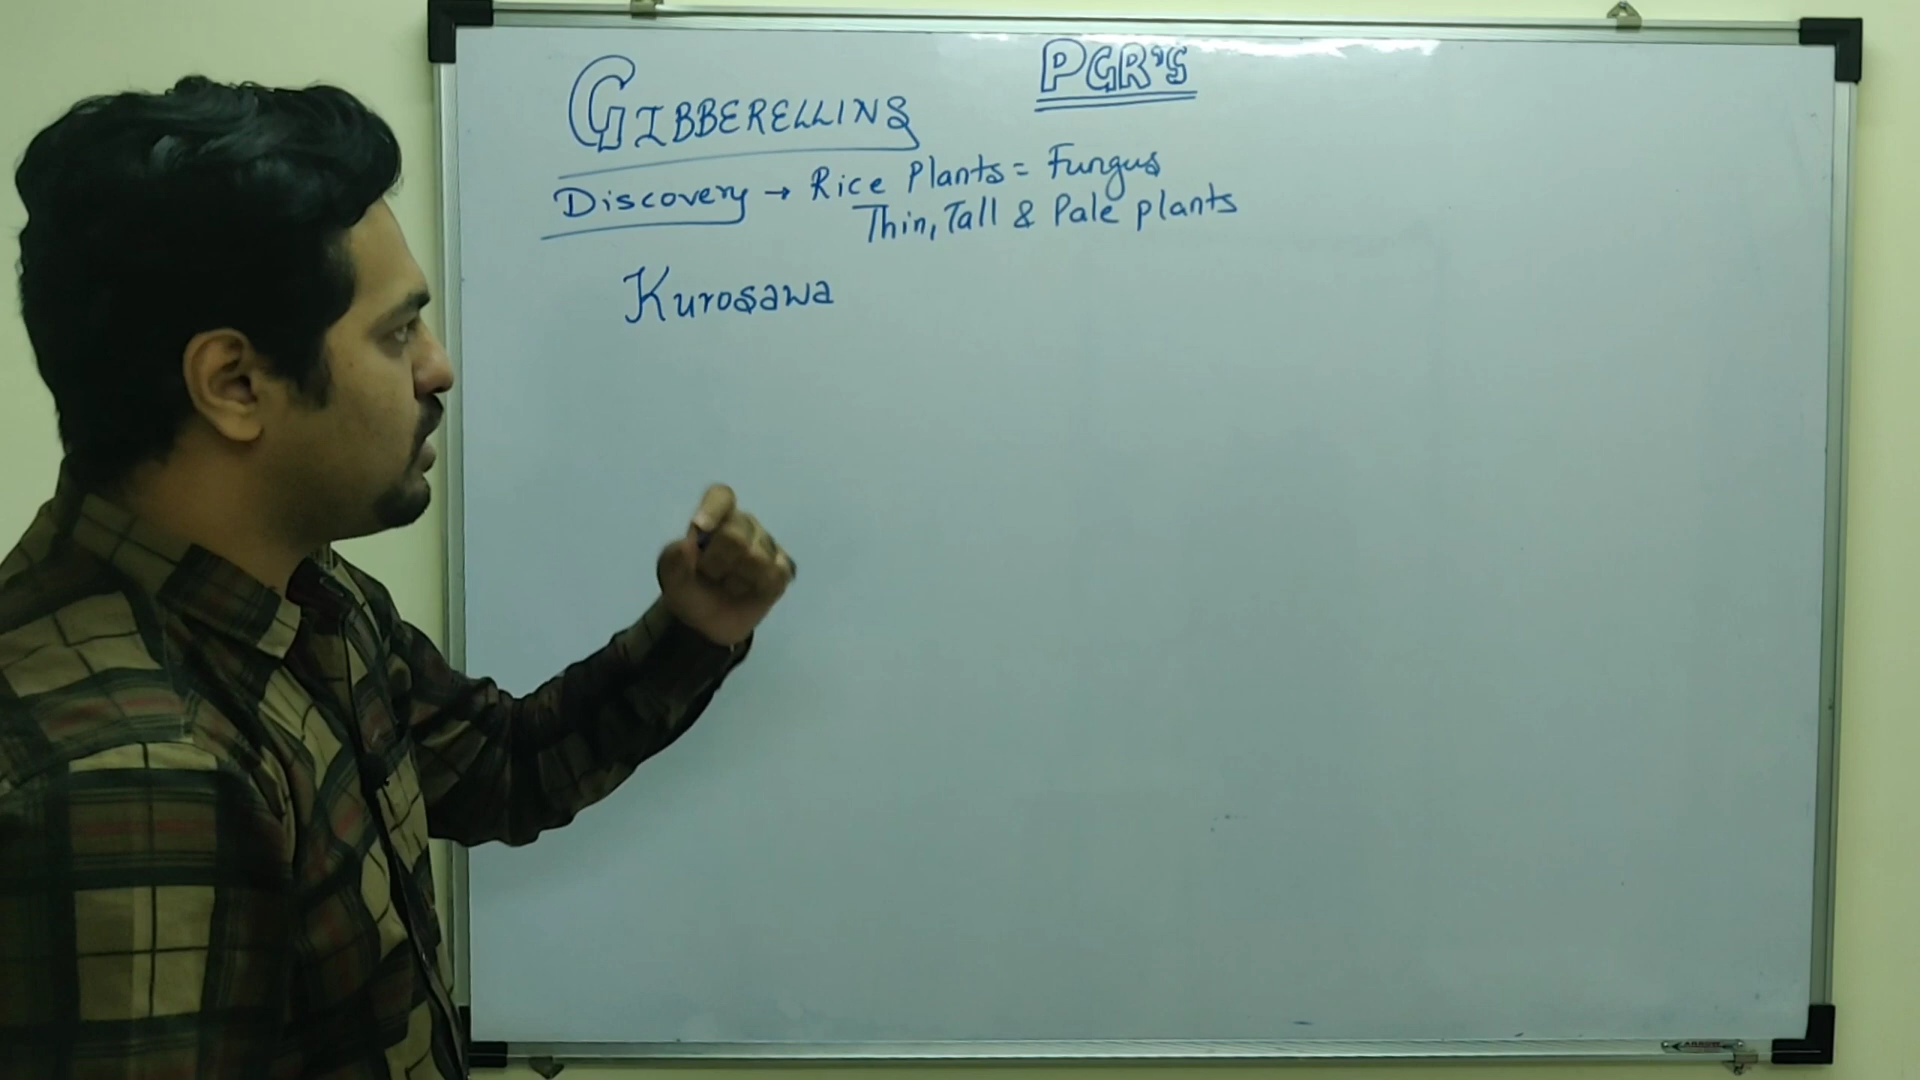 PGR'S
GIBBERELLINS
Discovery → Rice Plants = Fungus
Thin, Tall & Pale plants
Kurosawa